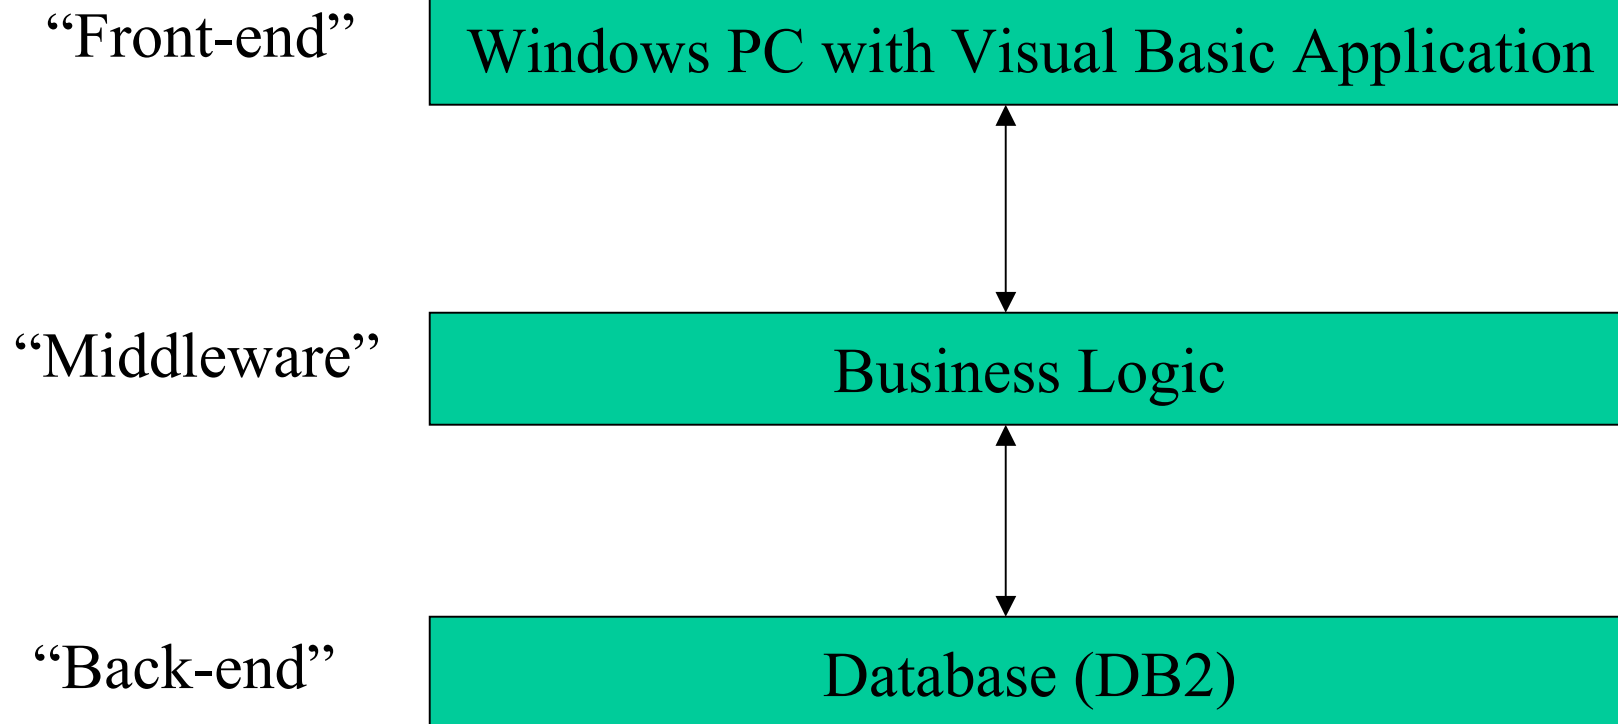 “Front-end”
Windows PC with Visual Basic Application
“Middleware”
Business Logic
“Back-end”
Database (DB2)